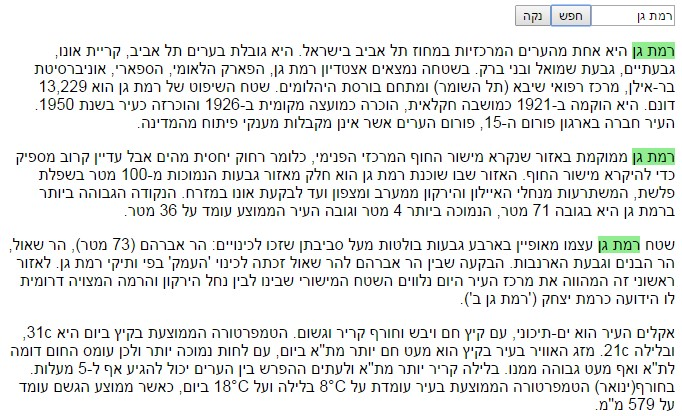 רמת גן חפש נקה
רמת גן היא אחת מהערים המרכזיות במחוז תל אביב בישראל. היא גובלת בערים תל אביב, קריית אונו,
גבעתיים, גבעת שמואל ובני ברק. בשטחה נמצאים אצטדיון רמת גן, הפארק הלאומי, הספארי, אוניברסיטת
בר-אילן, מרכז רפואי שיבא (תל השומר) ומתחם בורסת היהלומים. שטח השיפוט של רמת גן הוא 13,229
דונם. היא הוקמה ב-1921 כמושבה חקלאית, הוכרה כמועצה מקומית ב-1926 והוכרזה כעיר בשנת 1950.
העיר חברה בארגון פורום ה-15, פורום הערים אשר אינן מקבלות מענקי פיתוח מהמדינה.
רמת גן ממוקמת באזור שנקרא מישור החוף המרכזי הפנימי, כלומר רחוק יחסית מהים אבל עדיין קרוב מספיק
כדי להיקרא מישור החוף. האזור שבו שוכנת רמת גן הוא חלק מאזור גבעות הנמוכות מ-100 מטר בשפלת
פלשת, המשתרעות מנחלי האיילון והירקון ממערב ומצפון ועד לבקעת אונו במזרח. הנקודה הגבוהה ביותר
ברמת גן היא בגובה 71 מטר, הנמוכה ביותר 4 מטר וגובה העיר הממוצע עומד על 36 מטר.
שטח רמת גן עצמו מאופיין בארבע גבעות בולטות מעל סביבתן שזכו לכינויים: הר אברהם (73 מטר), הר שאול,
הר הבנים וגבעת הארנבות. הבקעה שבין הר אברהם להר שאול זכתה לכינוי 'העמק' בפי ותיקי רמת גן. לאזור
ראשוני זה המהווה את מרכז העיר היום נלווים השטח המישורי שבינו לבין נחל הירקון והרמה המצויה דרומית
לו הידועה כרמת יצחק ('רמת גן ב').
אקלים העיר הוא ים-תיכוני, עם קיץ חם ויבש וחורף קריר וגשום. הטמפרטורה הממוצעת בקיץ ביום היא 31c,
ובלילה 21c. מזג האוויר בעיר בקיץ הוא מעט חם יותר מת"א ביום, עם לחות נמוכה יותר ולכן עומס החום דומה
לת"א ואף מעט גבוהה ממנו. בלילה קריר יותר מת"א ולעתים ההפרש בין הערים יכול להגיע אף ל-5 מעלות.
בחורף(ינואר) הטמפרטורה הממוצעת בעיר עומדת על 8°C בלילה ועל 18°C ביום, כאשר ממוצע הגשם עומד
על 579 מ"מ.